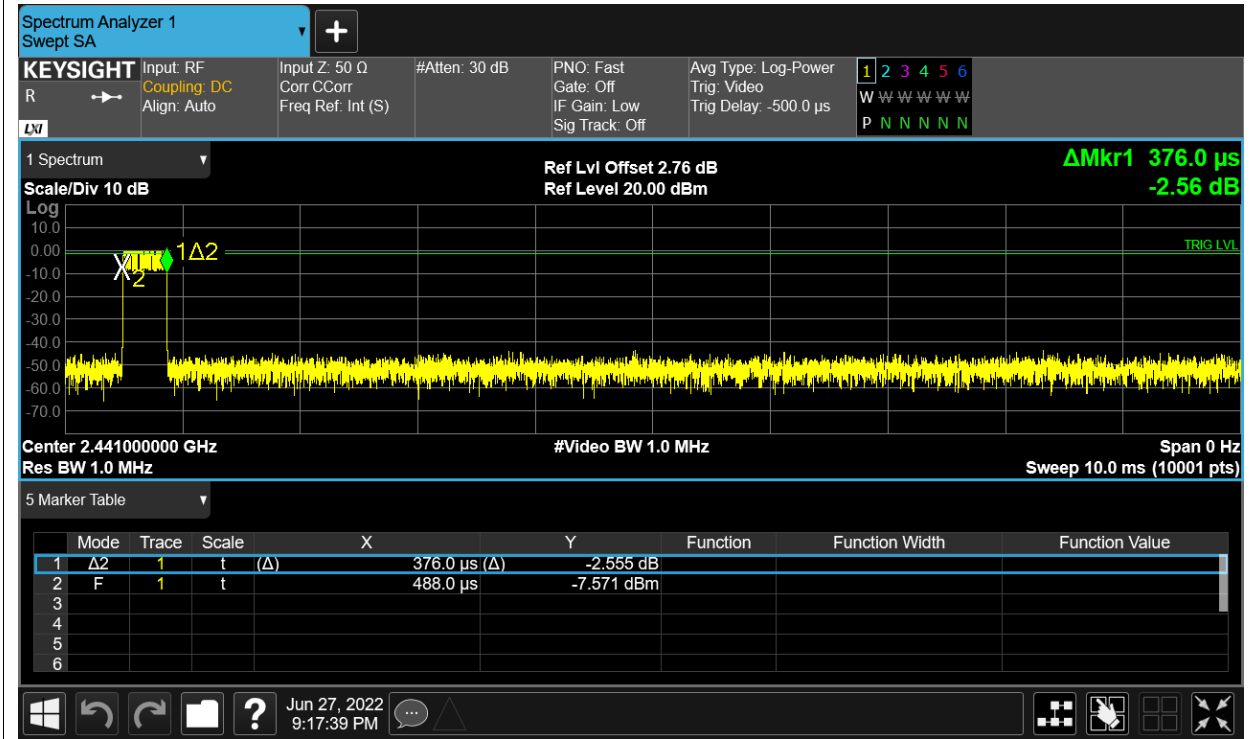 Spectrum Analyzer 1
Swept SA
KEYSIGHT
R
LXI
Input: RF
Coupling: DC
Align: Auto
Input Z: 50 Ω
Corr CCorr
Freq Ref: Int (S)
#Atten: 30 dB
PNO: Fast
Gate: Off
IF Gain: Low
Sig Track: Off
Avg Type: Log-Power
Trig: Video
Trig Delay: -500.0 µs
1 2 3 4 5 6
W W W W W W
P N N N N N
1 Spectrum
Scale/Div 10 dB
Ref Lvl Offset 2.76 dB
Ref Level 20.00 dBm
ΔMkr1 376.0 µs
-2.56 dB
Log
10.0
0.00
-10.0
-20.0
-30.0
-40.0
-50.0
-60.0
-70.0
1Δ2
X2
TRIG LVL
Center 2.441000000 GHz #Video BW 1.0 MHz Span 0 Hz
Res BW 1.0 MHz Sweep 10.0 ms (10001 pts)
5 Marker Table
Mode Trace Scale X Y Function Function Width Function Value
1 Δ2 1 t (Δ) 376.0 µs (Δ) -2.555 dB
2 F 1 t 488.0 µs -7.571 dBm
3
4
5
6
?
Jun 27, 2022
9:17:39 PM